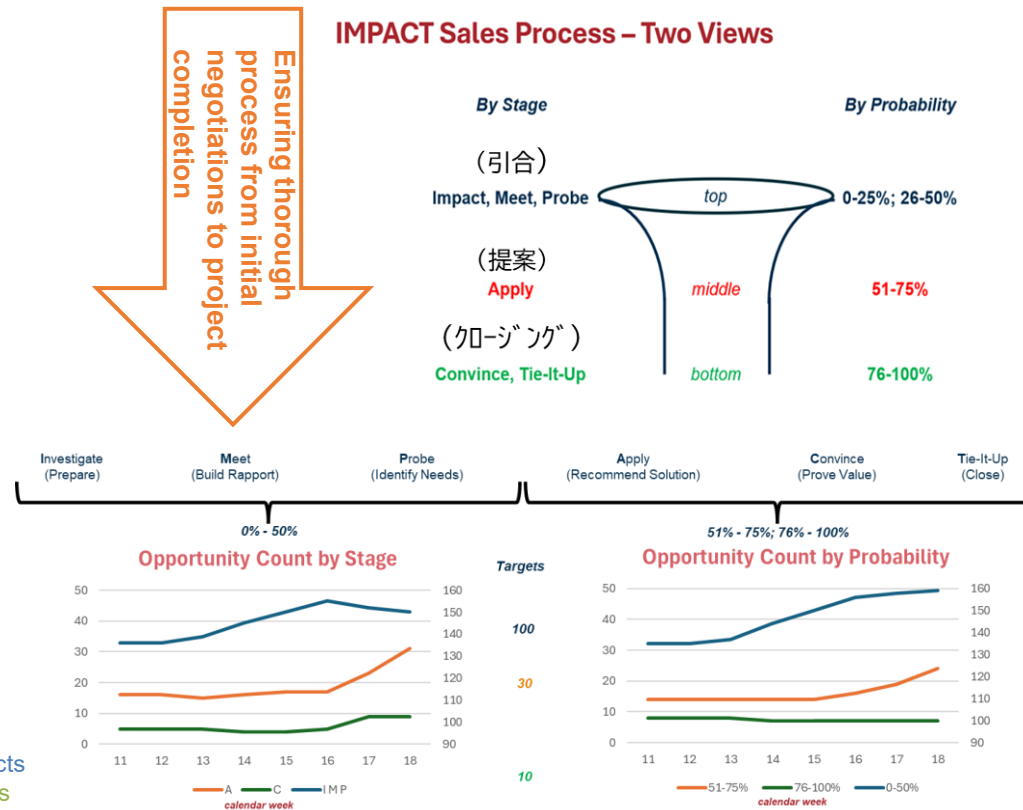 IMPACT Sales Process – Two Views
Ensuring thorough
process from initial
negotiations to project
completion
By Stage
By Probability
（引合）
Impact, Meet, Probe
top
0-25%; 26-50%
（提案）
Apply
middle
51-75%
（ｸﾛｰｼﾞﾝｸﾞ）
Convince, Tie-It-Up
bottom
76-100%
Investigate
(Prepare)
Meet
(Build Rapport)
Probe
(Identify Needs)
Apply
(Recommend Solution)
Convince
(Prove Value)
Tie-It-Up
(Close)
0% - 50%
51% - 75%; 76% - 100%
Opportunity Count by Stage
50
40
30
20
10
0
160
150
140
130
120
110
100
90
11 12 13 14 15 16 17 18
A C I M P
calendar week
Targets
100
30
10
Opportunity Count by Probability
50
40
30
20
10
0
160
150
140
130
120
110
100
90
11 12 13 14 15 16 17 18
51-75% 76-100% 0-50%
calendar week